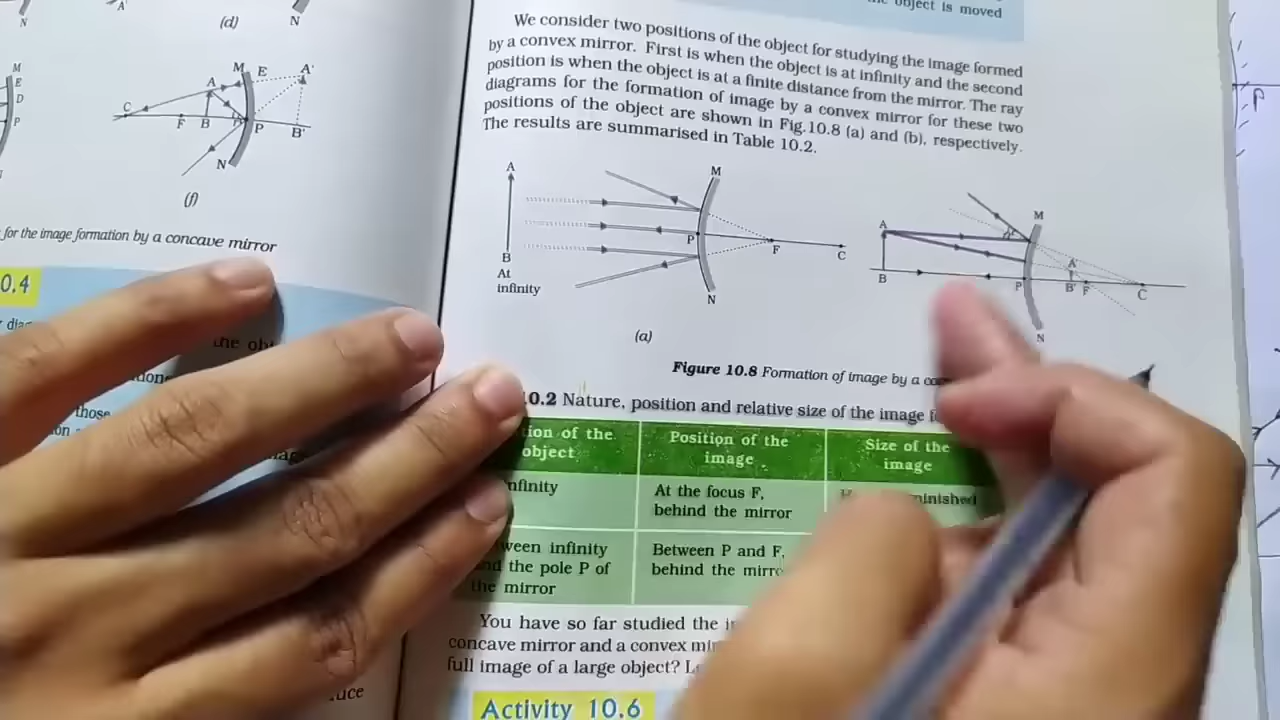 (d)
N
A'
N
M
E
D
P
M
E
A'
A
C
F
B
P
B'
N
(f)
for the image formation by a concave mirror
0.4
the
those
object is moved
We consider two positions of the object for studying the image formed
by a convex mirror. First is when the object is at infinity and the second
position is when the object is at a finite distance from the mirror. The ray
diagrams for the formation of image by a convex mirror for these two
positions of the object are shown in Fig.10.8 (a) and (b), respectively.
The results are summarised in Table 10.2.
A
B
At
infinity
M
P
F
C
N
(a)
A
B
M
P
A'
B'
F
C
N
Figure 10.8 Formation of image by a
0.2 Nature, position and relative size of the image
tion of the
object
Position of the
image
Size of the
image
nfinity
At the focus F,
behind the mirror
ween infinity
nd the pole P of
the mirror
Between P and F,
behind the
You have so far studied the
concave mirror and a convex
full image of a large object?
Activity 10.6
P